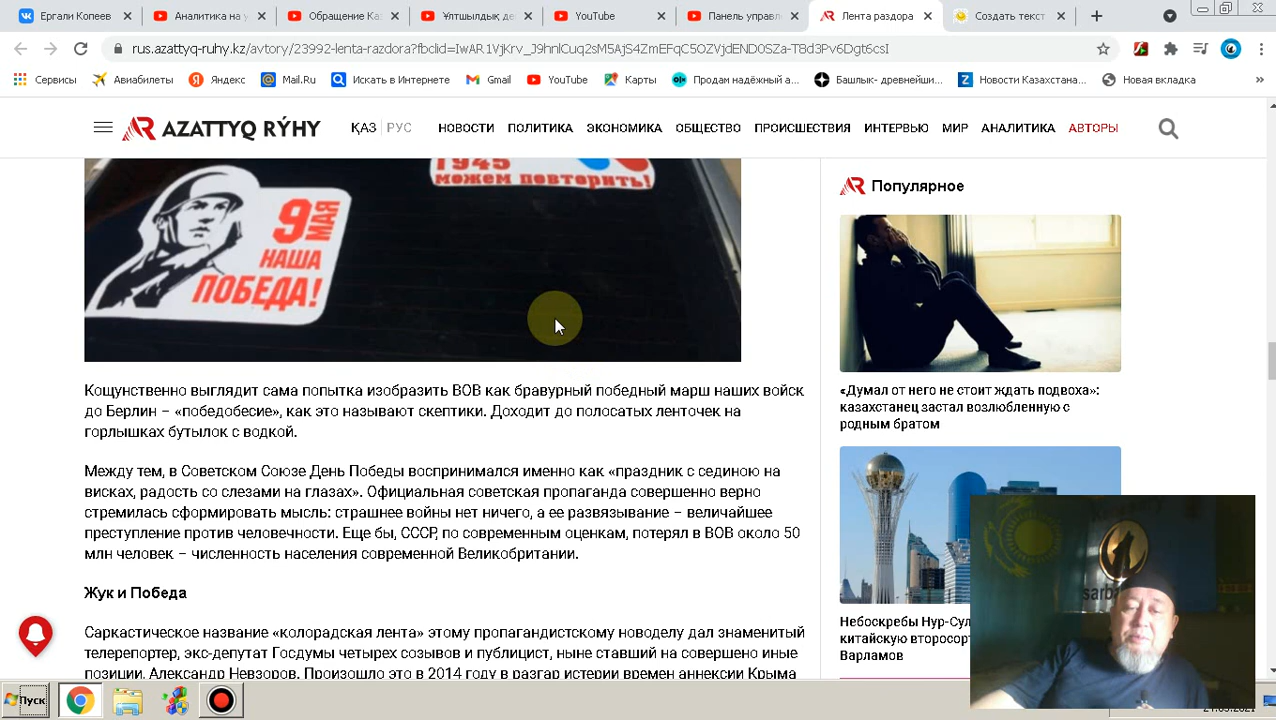 Ергали Копеев
Аналитика на у
Обращение Ка
Ұлтшылдық де
YouTube
Панель управл
Лента раздора
Создать текст
rus.azattyq-ruhy.kz/avtory/23992-lenta-razdora?fbclid=IwAR1VjKrv_J9hnlCuq2sM5AjS4ZmEFqC5OZVjdEND0SZa-T8d3Pv6Dgt6csI
Сервисы
Авиабилеты
Яндекс
Mail.Ru
Искать в Интернете
Gmail
YouTube
Карты
Продам надёжный а...
Башлык- древнейши...
Новости Казахстана...
Новая вкладка
AZATTYQ RÝHY
ҚАЗ
РУС
НОВОСТИ
ПОЛИТИКА
ЭКОНОМИКА
ОБЩЕСТВО
ПРОИСШЕСТВИЯ
ИНТЕРВЬЮ
МИР
АНАЛИТИКА
АВТОРЫ
1945
МОЖЕМ ПОВТОРИТЬ!
9 МАЯ
НАША
ПОБЕДА!
Кощунственно выглядит сама попытка изобразить ВОВ как бравурный победный марш наших войск
до Берлин – «победобесие», как это называют скептики. Доходит до полосатых ленточек на
горлышках бутылок с водкой.
Между тем, в Советском Союзе День Победы воспринимался именно как «праздник с сединою на
висках, радость со слезами на глазах». Официальная советская пропаганда совершенно верно
стремилась сформировать мысль: страшнее войны нет ничего, а ее развязывание – величайшее
преступление против человечности. Еще бы, СССР, по современным оценкам, потерял в ВОВ около 50
млн человек – численность населения современной Великобритании.
Жук и Победа
Саркастическое название «колорадская лента» этому пропагандистскому новоделу дал знаменитый
телерепортер, экс-депутат Госдумы четырех созывов и публицист, ныне ставший на совершено иные
позиции, Александр Невзоров. Произошло это в 2014 году в разгар истерии времен аннексии Крыма
Популярное
«Думал от него не стоит ждать подвоха»:
казахстанец застал возлюбленную с
родным братом
Небоскребы Нур-Сул
китайскую второсорт
Варламов
sarba
Пуск